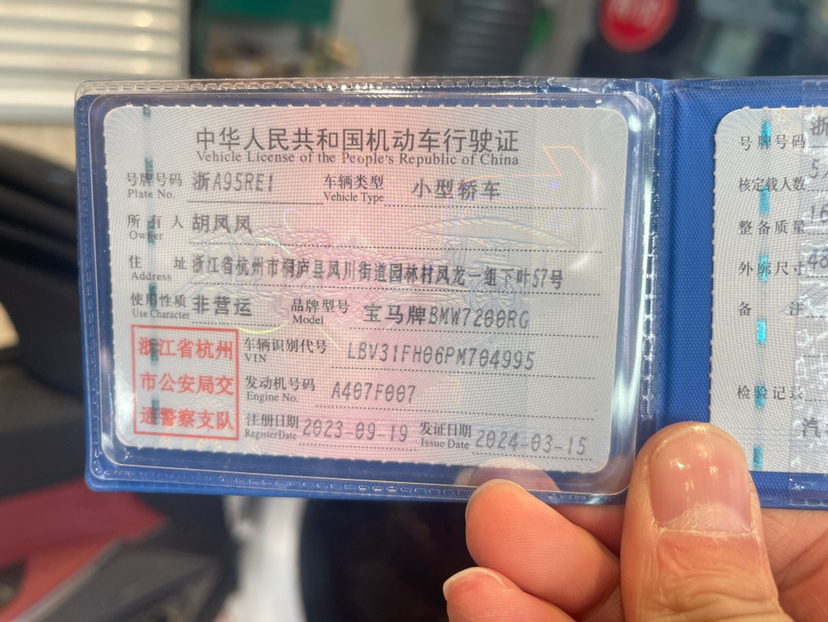 中华人民共和国机动车行驶证
Vehicle License of the People's Republic of China
号牌号码 浙A95RE1 车辆类型 小型轿车
Plate No. Vehicle Type
所有人 胡凤凤
Owner
住址 浙江省杭州市桐庐县凤川街道园林村凤龙一组下叶57号
Address
使用性质 非营运 品牌型号 宝马牌BMW7200RG
Use Character Model
浙江省杭州
市公安局交
通警察支队
车辆识别代号 LBV31FH06PM704995
VIN
发动机号码 A407F007
Engine No.
注册日期 2023-09-19 发证日期 2024-03-15
Register Date Issue Date
号牌号码 浙
核定载人数
整备质量
外廓尺寸
备注
检验记录
汽